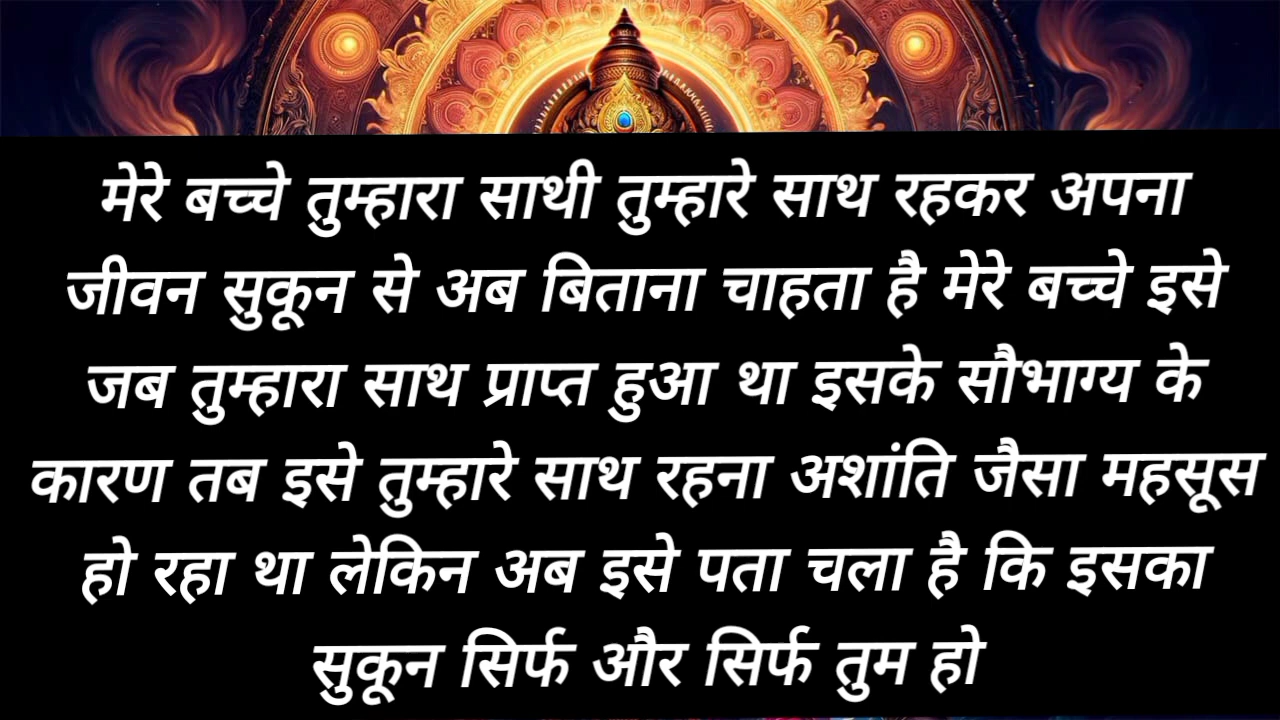 मेरे बच्चे तुम्हारा साथी तुम्हारे साथ रहकर अपना
जीवन सुकून से अब बिताना चाहता है मेरे बच्चे इसे
जब तुम्हारा साथ प्राप्त हुआ था इसके सौभाग्य के
कारण तब इसे तुम्हारे साथ रहना अशांति जैसा महसूस
हो रहा था लेकिन अब इसे पता चला है कि इसका
सुकून सिर्फ और सिर्फ तुम हो